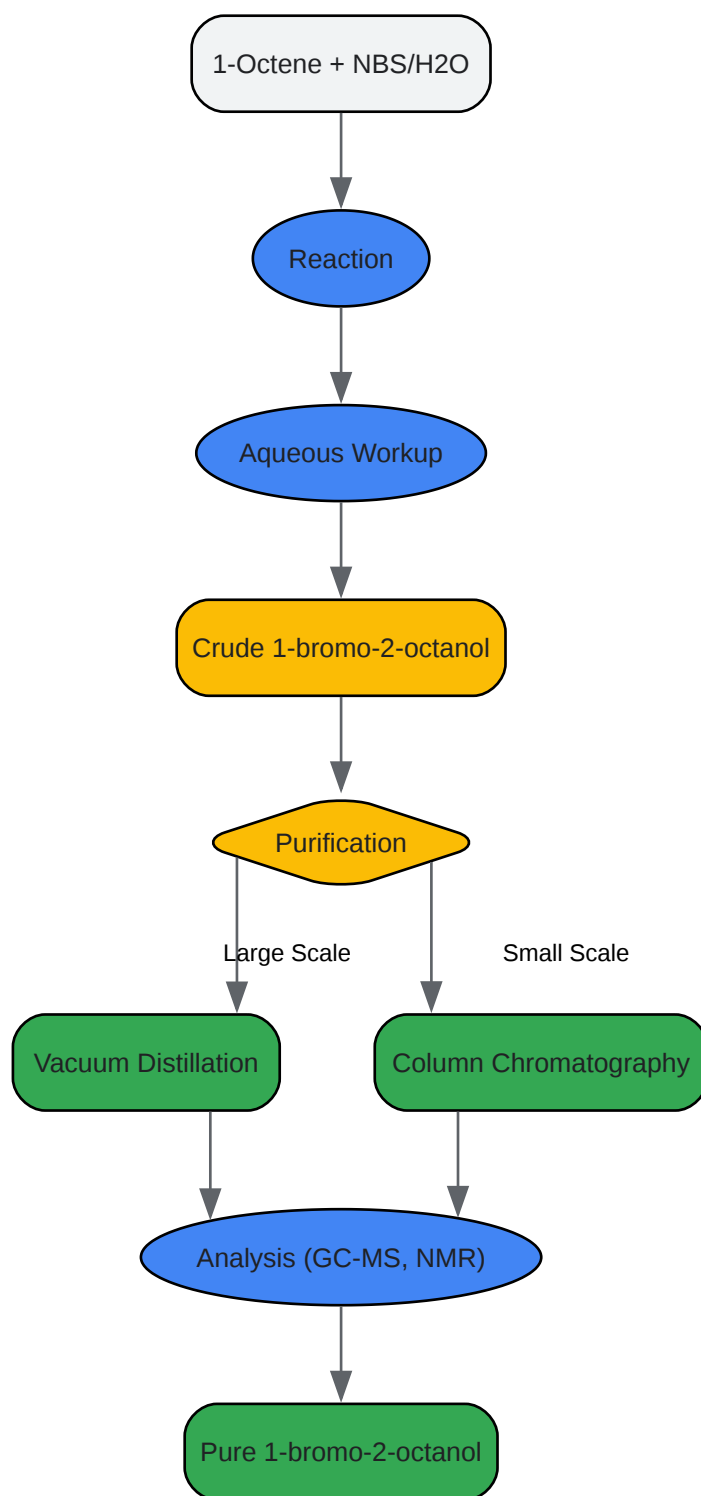 1-Octene + NBS/H2O
Reaction
Aqueous Workup
Crude 1-bromo-2-octanol
Purification
Large Scale
Small Scale
Vacuum Distillation
Column Chromatography
Analysis (GC-MS, NMR)
Pure 1-bromo-2-octanol